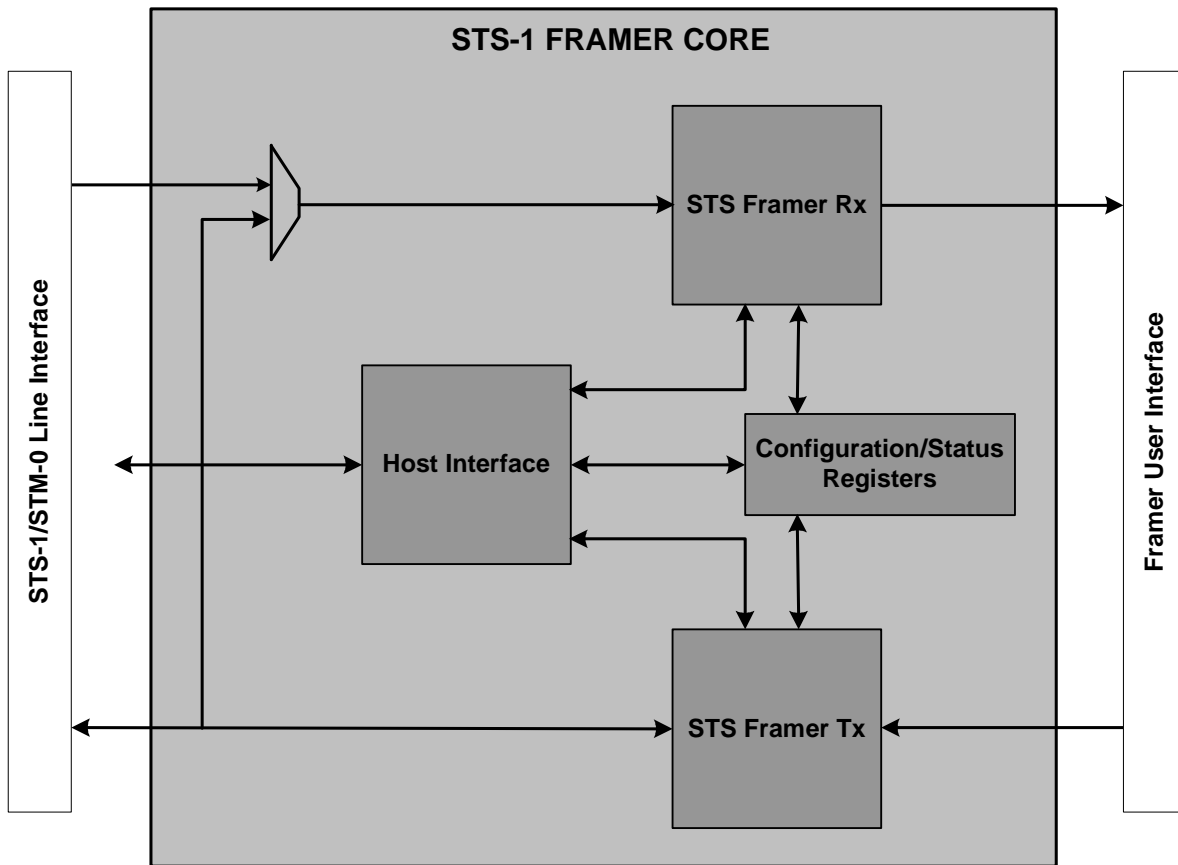 STS-1 FRAMER CORE
STS-1/STM-0 Line Interface
STS Framer Rx
Host Interface
Configuration/Status
Registers
STS Framer Tx
Framer User Interface